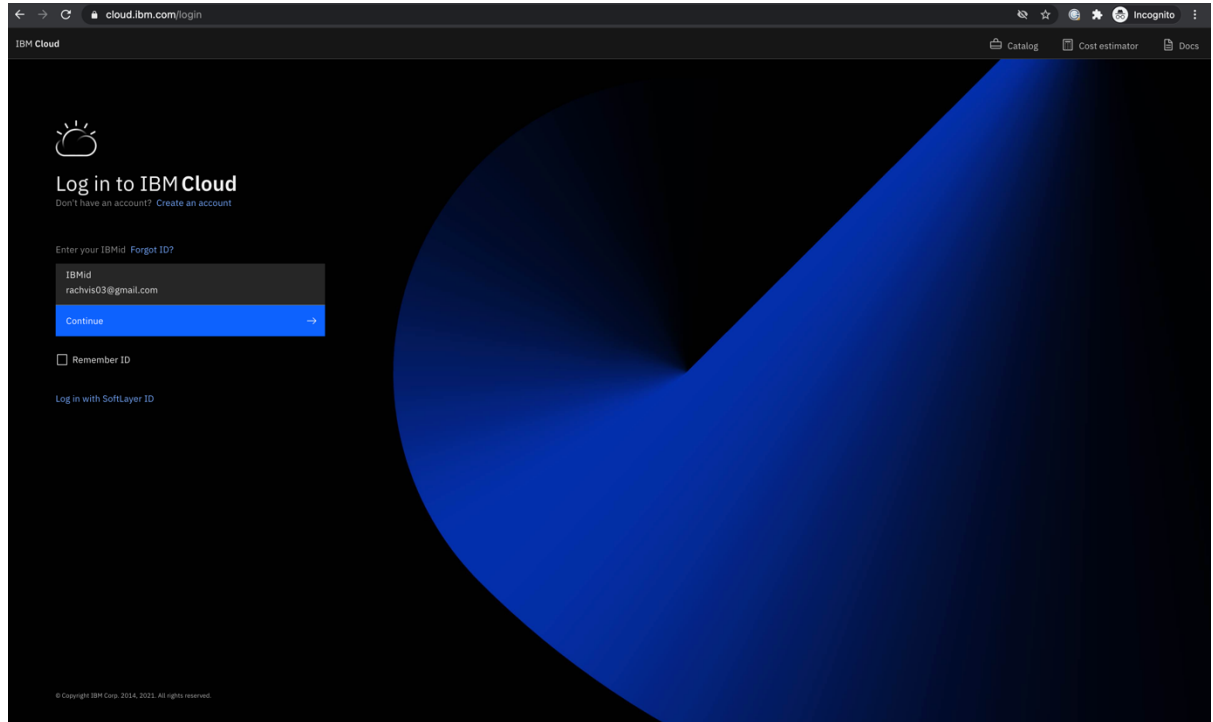 cloud.ibm.com/login
Incognito
IBM Cloud
Catalog
Cost estimator
Docs
Log in to IBM Cloud
Don't have an account? Create an account
Enter your IBMid Forgot ID?
IBMid
rachvis03@gmail.com
Continue
Remember ID
Log in with SoftLayer ID
© Copyright IBM Corp. 2014, 2021. All rights reserved.